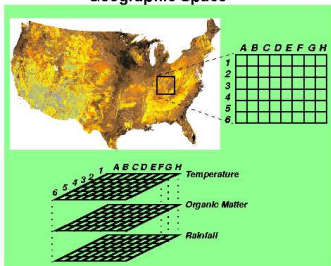 Geographic Space
A B C D E F G H
1
2
3
4
5
6
6 5 4 3 2 1 A B C D E F G H
Temperature
Organic Matter
Rainfall